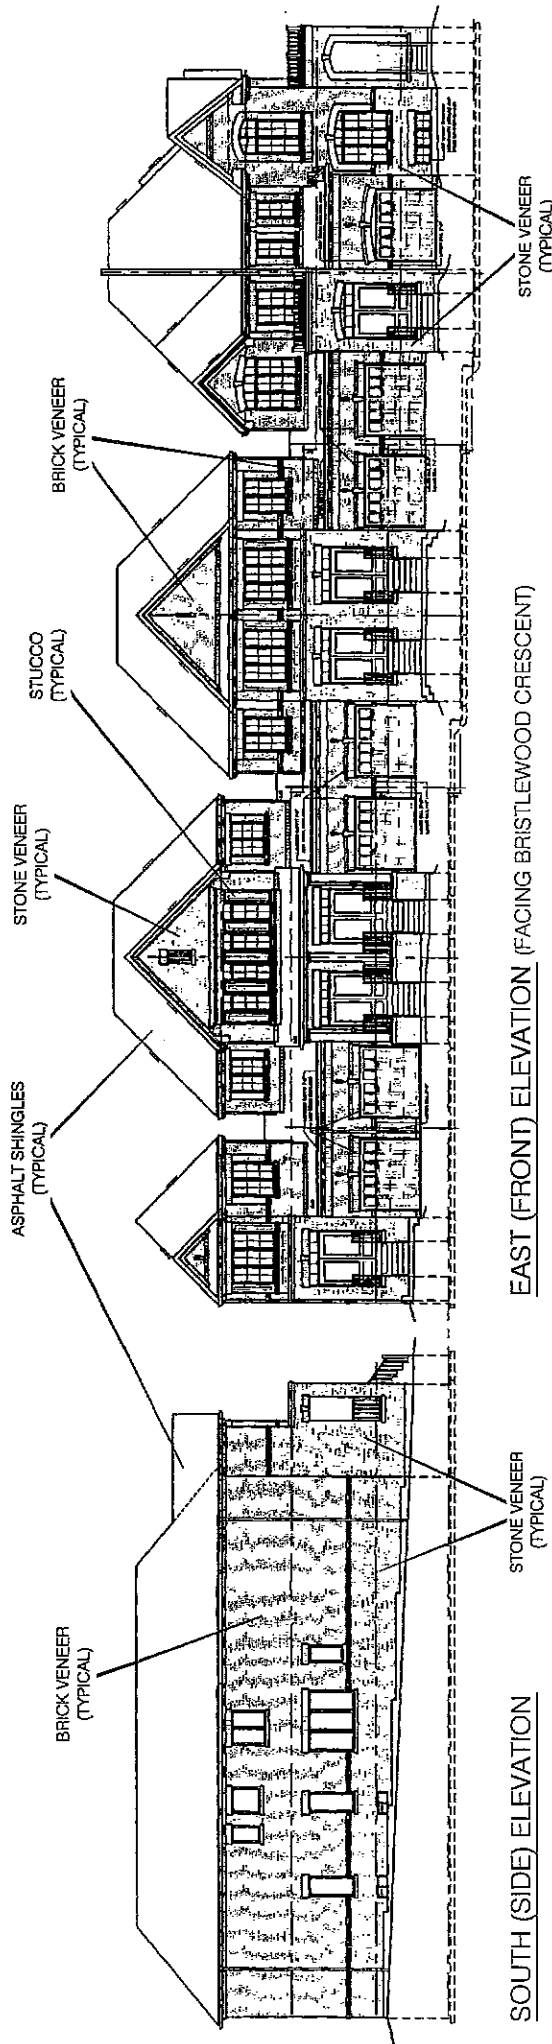 ASPHALT SHINGLES
(TYPICAL)
STONE VENEER
(TYPICAL)
STUCCO
(TYPICAL)
BRICK VENEER
(TYPICAL)
BRICK VENEER
(TYPICAL)
STONE VENEER
(TYPICAL)
STONE VENEER
(TYPICAL)
SOUTH (SIDE) ELEVATION
EAST (FRONT) ELEVATION (FACING BRISTLEWOOD CRESCENT)